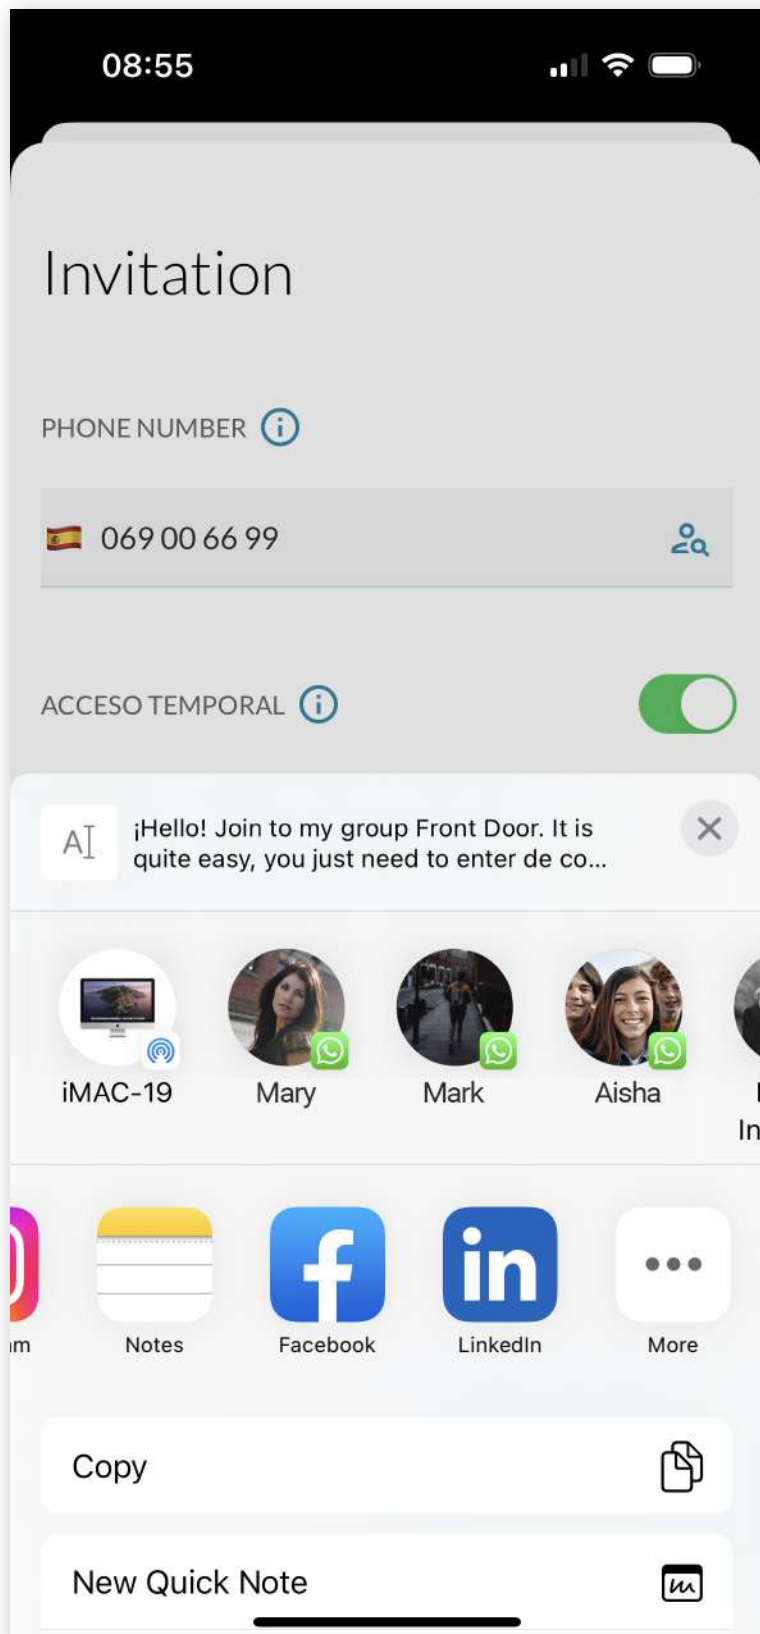 08:55
Invitation
PHONE NUMBER
069 00 66 99
ACCESO TEMPORAL
¡Hello! Join to my group Front Door. It is
quite easy, you just need to enter de co...
iMAC-19 Mary Mark Aisha
In
am Notes Facebook LinkedIn More
Copy
New Quick Note